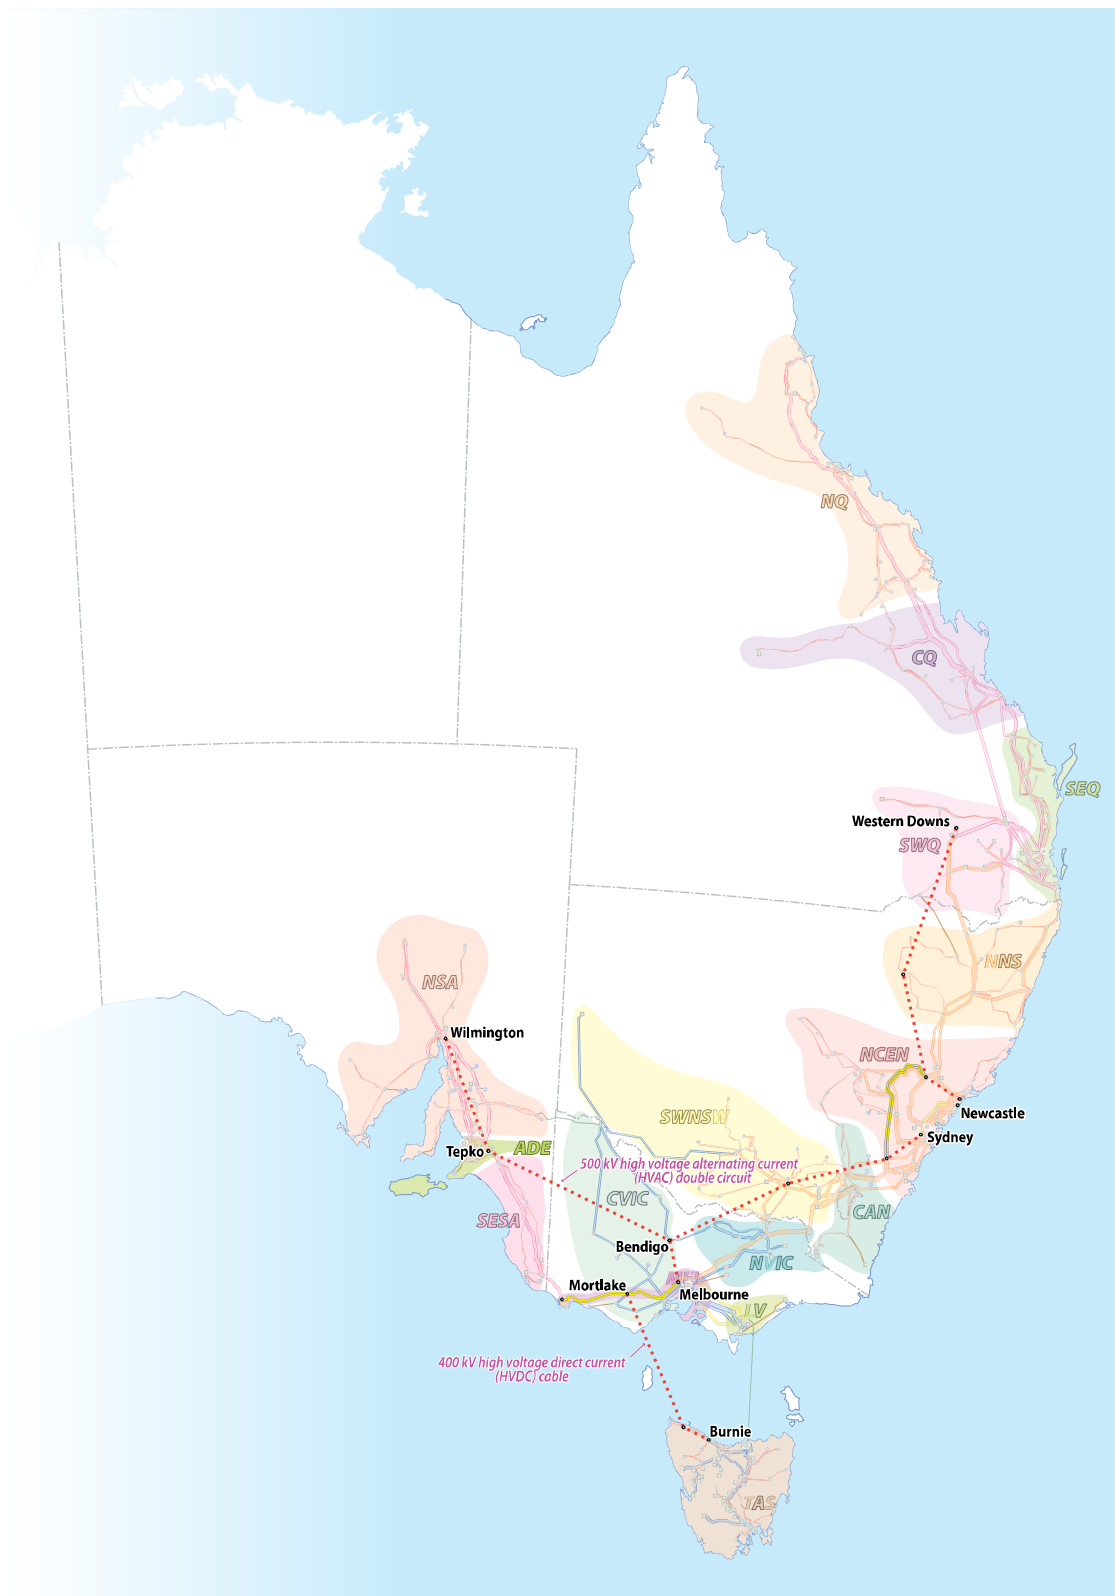 NQ
CQ
SEQ
Western Downs
SWQ
NNS
NSA
Wilmington
NCEN
SWNSW
Newcastle
Sydney
Tepko
ADE
500 kV high voltage alternating current
(HVAC) double circuit
CVIC
CAN
SESA
Bendigo
NVIC
Mortlake
Melbourne
LV
400 kV high voltage direct current
(HVDC) cable
Burnie
TAS